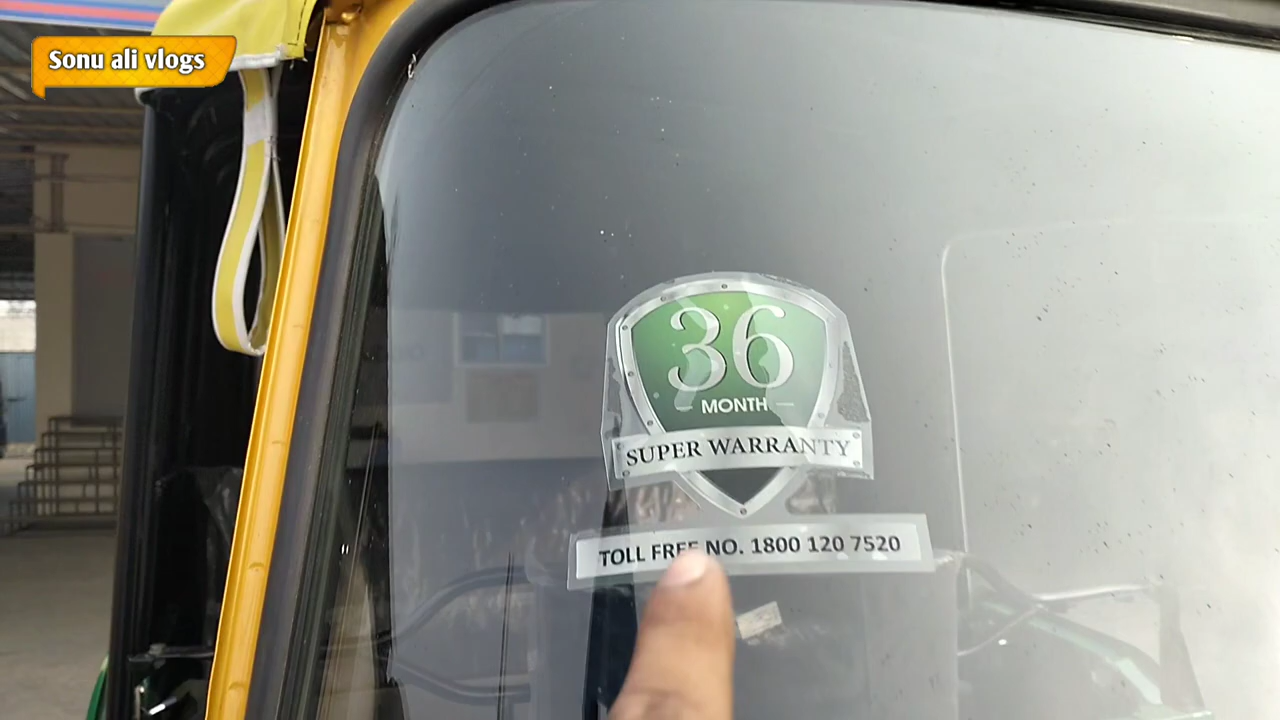 Sonu ali vlogs
36
MONTH
SUPER WARRANTY
TOLL FREE NO. 1800 120 7520